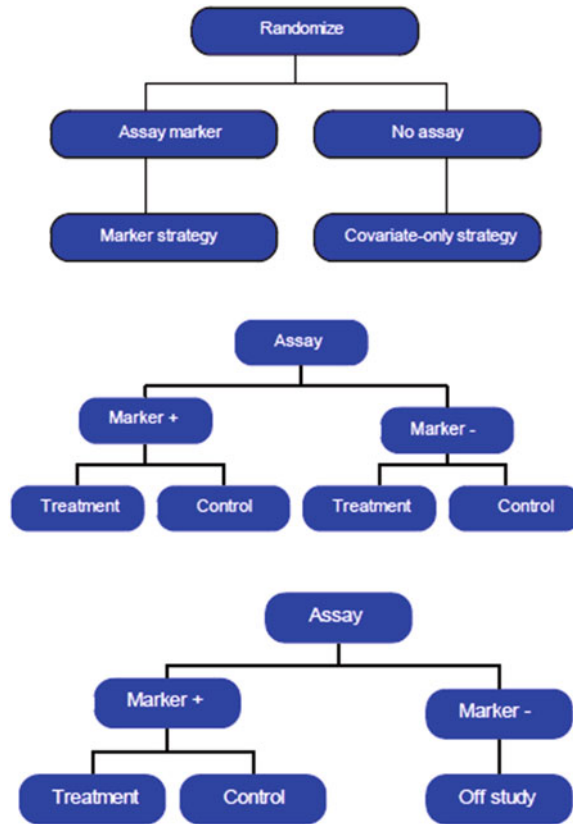 Randomize
Assay marker
No assay
Marker strategy
Covariate-only strategy
Assay
Marker +
Marker -
Treatment
Control
Treatment
Control
Assay
Marker +
Marker -
Treatment
Control
Off study